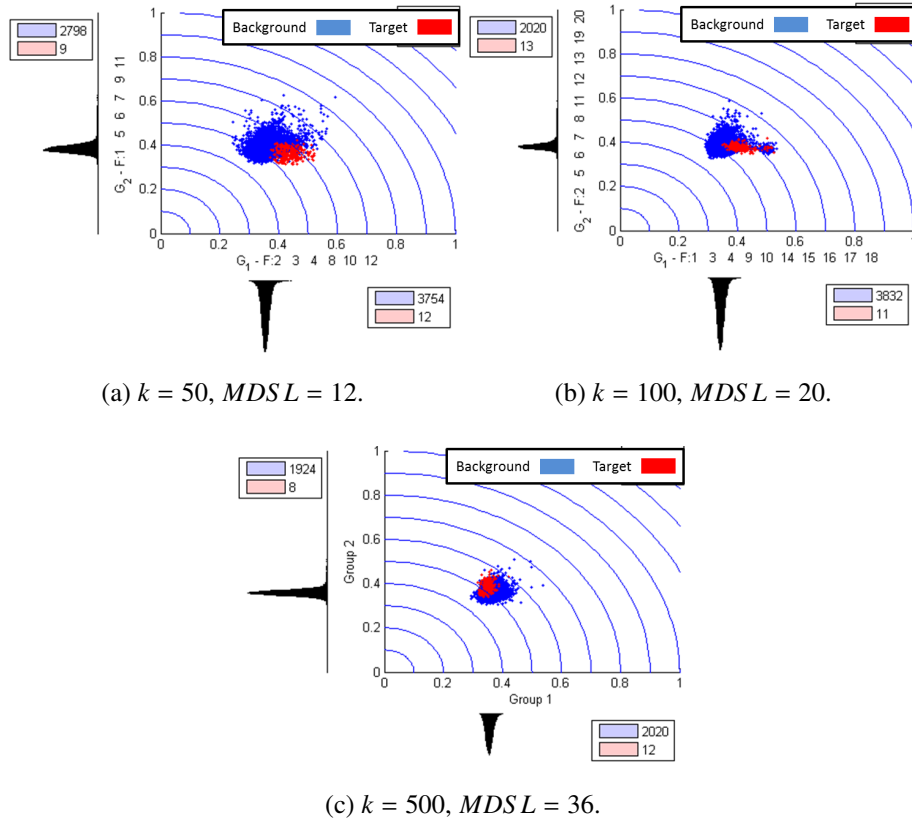 2798
9
Background Target
1
0.8
0.6
0.4
0.2
0
G2 - F:1 5 6 7 9 11
0 0.2 0.4 0.6 0.8 1
G1 - F:2 3 4 8 10 12
3754
12
(a) k = 50, MDSL = 12.
2020
13
Background Target
1
0.8
0.6
0.4
0.2
0
G2 - F:2 5 6 7 8 12 13 19 20
0 0.2 0.4 0.6 0.8 1
G1 - F:1 3 4 9 10 14 15 16 17 18
3832
11
(b) k = 100, MDSL = 20.
1924
8
Background Target
1
0.8
0.6
0.4
0.2
0
Group 2
0 0.2 0.4 0.6 0.8 1
Group 1
2020
12
(c) k = 500, MDSL = 36.